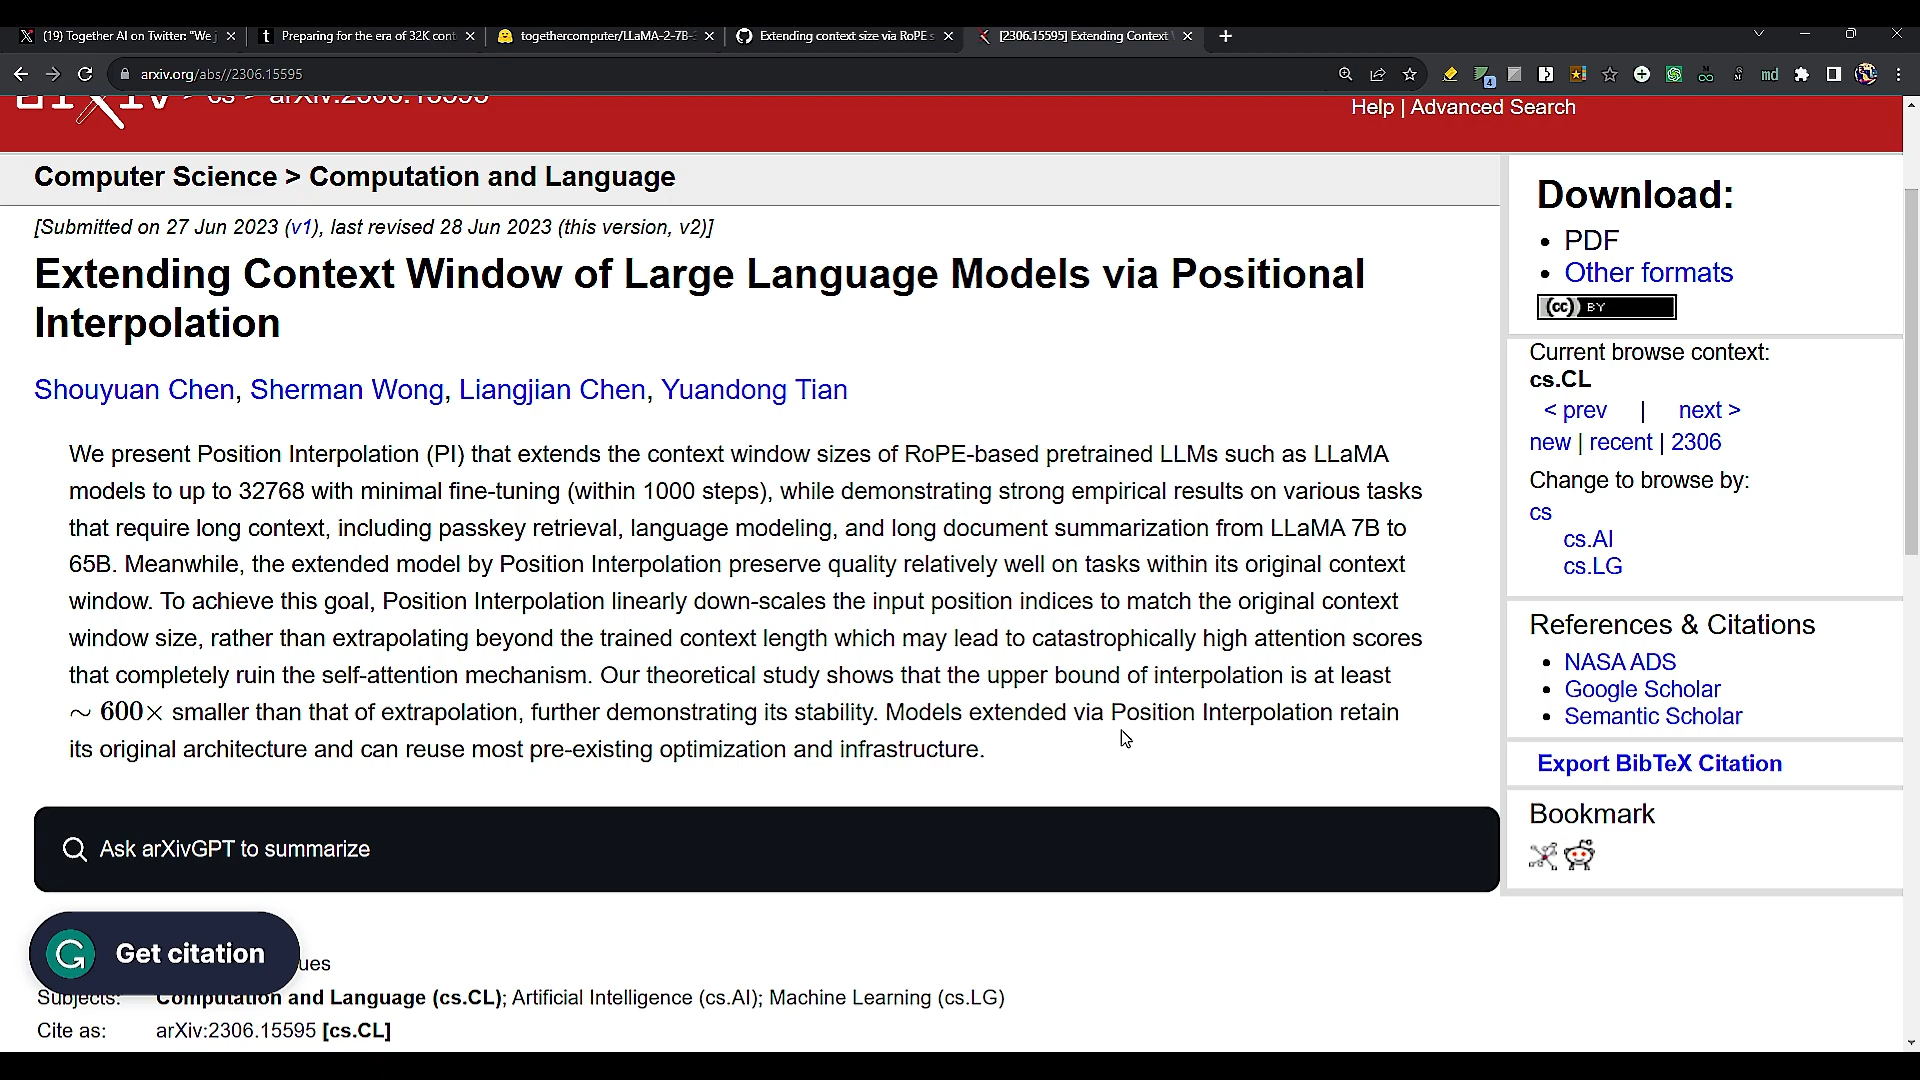 (19) Together AI on Twitter: "We j
Preparing for the era of 32K cont
togethercomputer/LLaMA-2-7B-
Extending context size via RoPE s
[2306.15595] Extending Context
arxiv.org/abs//2306.15595
4
md
arXiv > cs > arXiv:2306.15595
Help | Advanced Search
Computer Science > Computation and Language
[Submitted on 27 Jun 2023 (v1), last revised 28 Jun 2023 (this version, v2)]
Extending Context Window of Large Language Models via Positional
Interpolation
Shouyuan Chen, Sherman Wong, Liangjian Chen, Yuandong Tian
We present Position Interpolation (PI) that extends the context window sizes of RoPE-based pretrained LLMs such as LLaMA
models to up to 32768 with minimal fine-tuning (within 1000 steps), while demonstrating strong empirical results on various tasks
that require long context, including passkey retrieval, language modeling, and long document summarization from LLaMA 7B to
65B. Meanwhile, the extended model by Position Interpolation preserve quality relatively well on tasks within its original context
window. To achieve this goal, Position Interpolation linearly down-scales the input position indices to match the original context
window size, rather than extrapolating beyond the trained context length which may lead to catastrophically high attention scores
that completely ruin the self-attention mechanism. Our theoretical study shows that the upper bound of interpolation is at least
∼ 600× smaller than that of extrapolation, further demonstrating its stability. Models extended via Position Interpolation retain
its original architecture and can reuse most pre-existing optimization and infrastructure.
Ask arXivGPT to summarize
Get citation
ues
Subjects: Computation and Language (cs.CL); Artificial Intelligence (cs.AI); Machine Learning (cs.LG)
Cite as: arXiv:2306.15595 [cs.CL]
Download:
• PDF
• Other formats
(cc) BY
Current browse context:
cs.CL
< prev | next >
new | recent | 2306
Change to browse by:
cs
cs.AI
cs.LG
References & Citations
• NASA ADS
• Google Scholar
• Semantic Scholar
Export BibTeX Citation
Bookmark